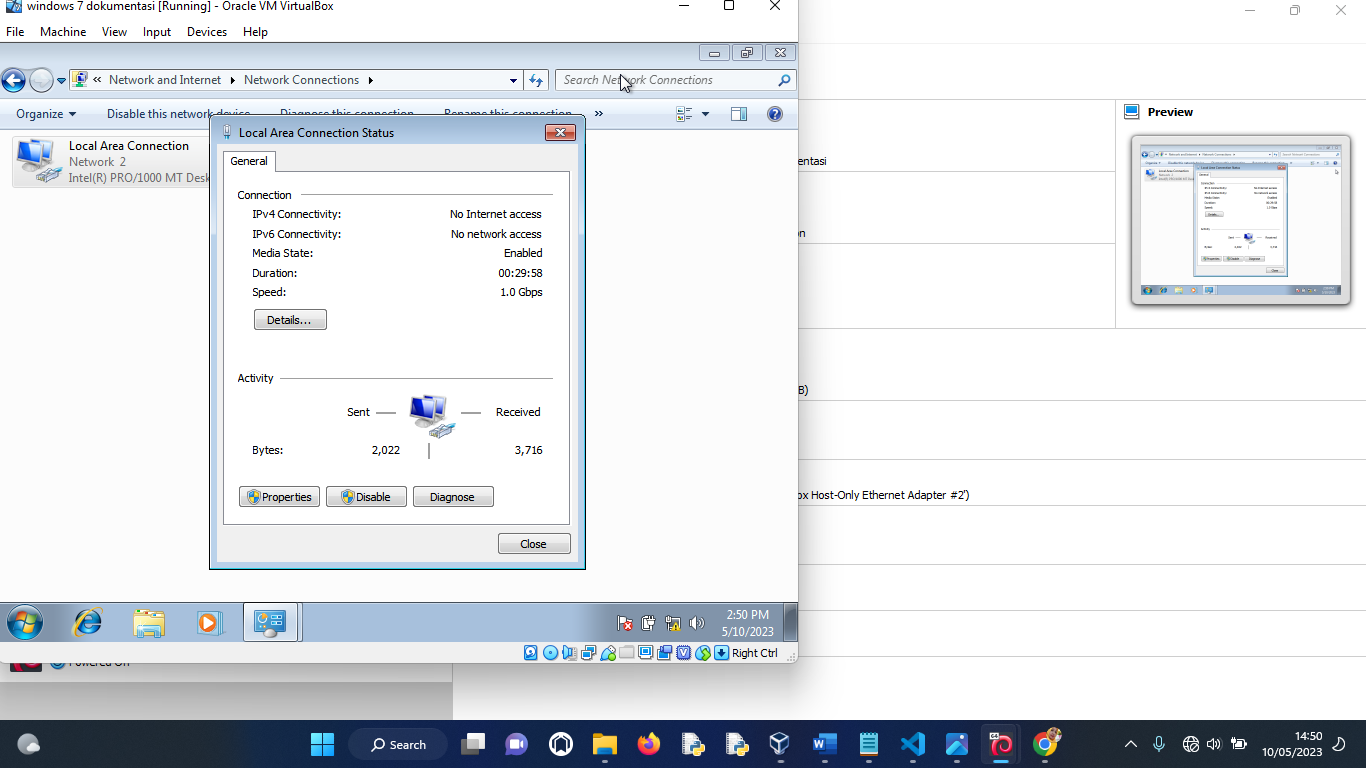 windows 7 dokumentasi [Running] - Oracle VM VirtualBox
File Machine View Input Devices Help
« Network and Internet Network Connections
Search Network Connections
Organize Disable this network device Diagnose this connection Rename this connection »
Local Area Connection
Network 2
Intel(R) PRO/1000 MT Desk
Local Area Connection Status
General
Connection
IPv4 Connectivity: No Internet access
IPv6 Connectivity: No network access
Media State: Enabled
Duration: 00:29:58
Speed: 1.0 Gbps
Details...
Activity
Sent Received
Bytes: 2,022 3,716
Properties Disable Diagnose
Close
2:50 PM
5/10/2023
Right Ctrl
Powered Off
Preview
entasi
on
B)
ox Host-Only Ethernet Adapter #2')
Search
14:50
10/05/2023